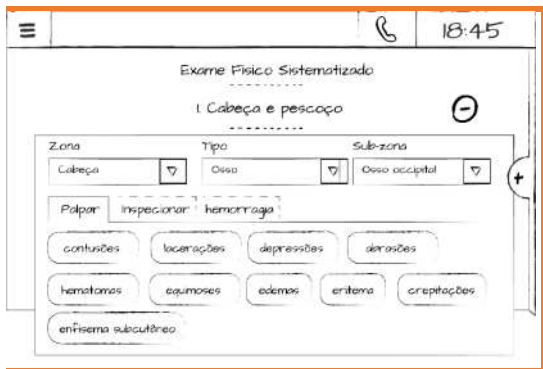 18:45
Exame Fisico Sistematizado
1. Cabeça e pescoço
Zona Tipo Sub-zona
Cabeça Osso Osso occipital
Palpar Inspecionar hemorragia
contusões lacerações depressões abrasões
hematomas equimoses edemas eritema crepitações
enfisema subcutâneo